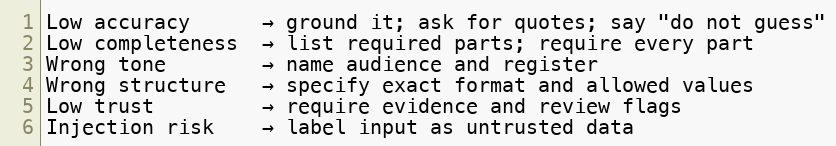 1 Low accuracy → ground it; ask for quotes; say "do not guess"
2 Low completeness → list required parts; require every part
3 Wrong tone → name audience and register
4 Wrong structure → specify exact format and allowed values
5 Low trust → require evidence and review flags
6 Injection risk → label input as untrusted data